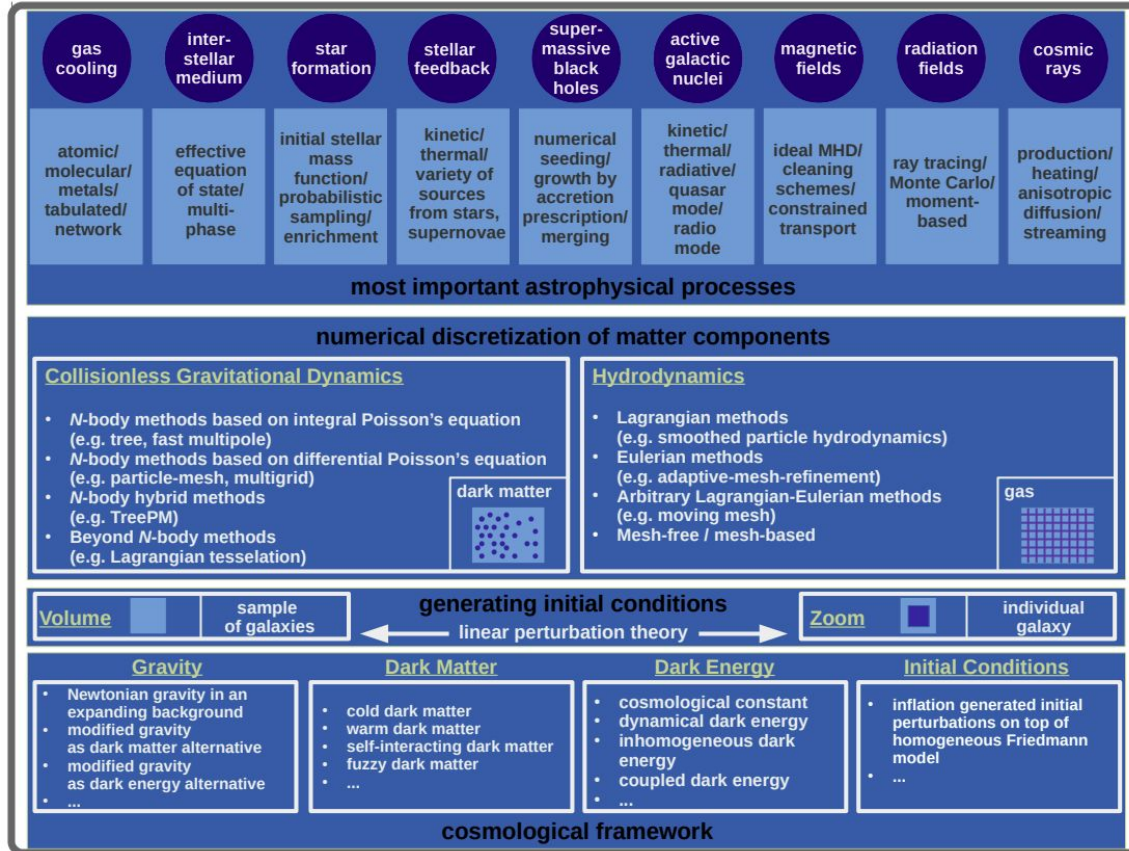 gas
cooling
inter-
stellar
medium
star
formation
stellar
feedback
super-
massive
black
holes
active
galactic
nuclei
magnetic
fields
radiation
fields
cosmic
rays
atomic/
molecular/
metals/
tabulated/
network
effective
equation
of state/
multi-
phase
initial stellar
mass
function/
probabilistic
sampling/
enrichment
kinetic/
thermal/
variety of
sources
from stars,
supernovae
numerical
seeding/
growth by
accretion
prescription/
merging
kinetic/
thermal/
radiative/
quasar
mode/
radio
mode
ideal MHD/
cleaning
schemes/
constrained
transport
ray tracing/
Monte Carlo/
moment-
based
production/
heating/
anisotropic
diffusion/
streaming
most important astrophysical processes
numerical discretization of matter components
Collisionless Gravitational Dynamics
• N-body methods based on integral Poisson's equation
(e.g. tree, fast multipole)
• N-body methods based on differential Poisson's equation
(e.g. particle-mesh, multigrid)
• N-body hybrid methods
(e.g. TreePM)
• Beyond N-body methods
(e.g. Lagrangian tesselation)
dark matter
Hydrodynamics
• Lagrangian methods
(e.g. smoothed particle hydrodynamics)
• Eulerian methods
(e.g. adaptive-mesh-refinement)
• Arbitrary Lagrangian-Eulerian methods
(e.g. moving mesh)
• Mesh-free / mesh-based
gas
generating initial conditions
Volume
sample
of galaxies
linear perturbation theory
Zoom
individual
galaxy
Gravity
• Newtonian gravity in an
expanding background
• modified gravity
as dark matter alternative
• modified gravity
as dark energy alternative
• ...
Dark Matter
• cold dark matter
• warm dark matter
• self-interacting dark matter
• fuzzy dark matter
• ...
Dark Energy
• cosmological constant
• dynamical dark energy
• inhomogeneous dark
energy
• coupled dark energy
• ...
Initial Conditions
• inflation generated initial
perturbations on top of
homogeneous Friedmann
model
• ...
cosmological framework